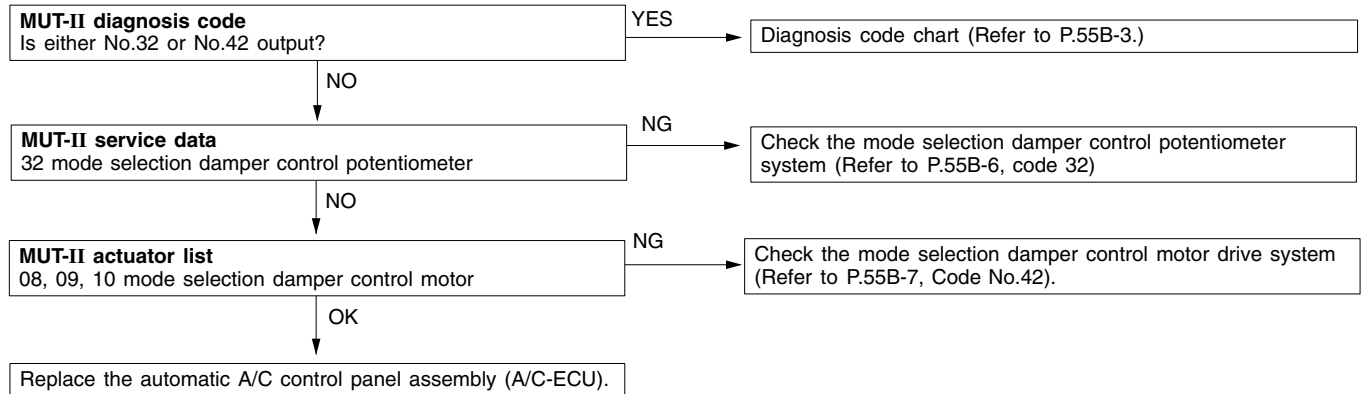 MUT-II diagnosis code
Is either No.32 or No.42 output?
YES
Diagnosis code chart (Refer to P.55B-3.)
NO
MUT-II service data
32 mode selection damper control potentiometer
NG
Check the mode selection damper control potentiometer
system (Refer to P.55B-6, code 32)
NO
MUT-II actuator list
08, 09, 10 mode selection damper control motor
NG
Check the mode selection damper control motor drive system
(Refer to P.55B-7, Code No.42).
OK
Replace the automatic A/C control panel assembly (A/C-ECU).